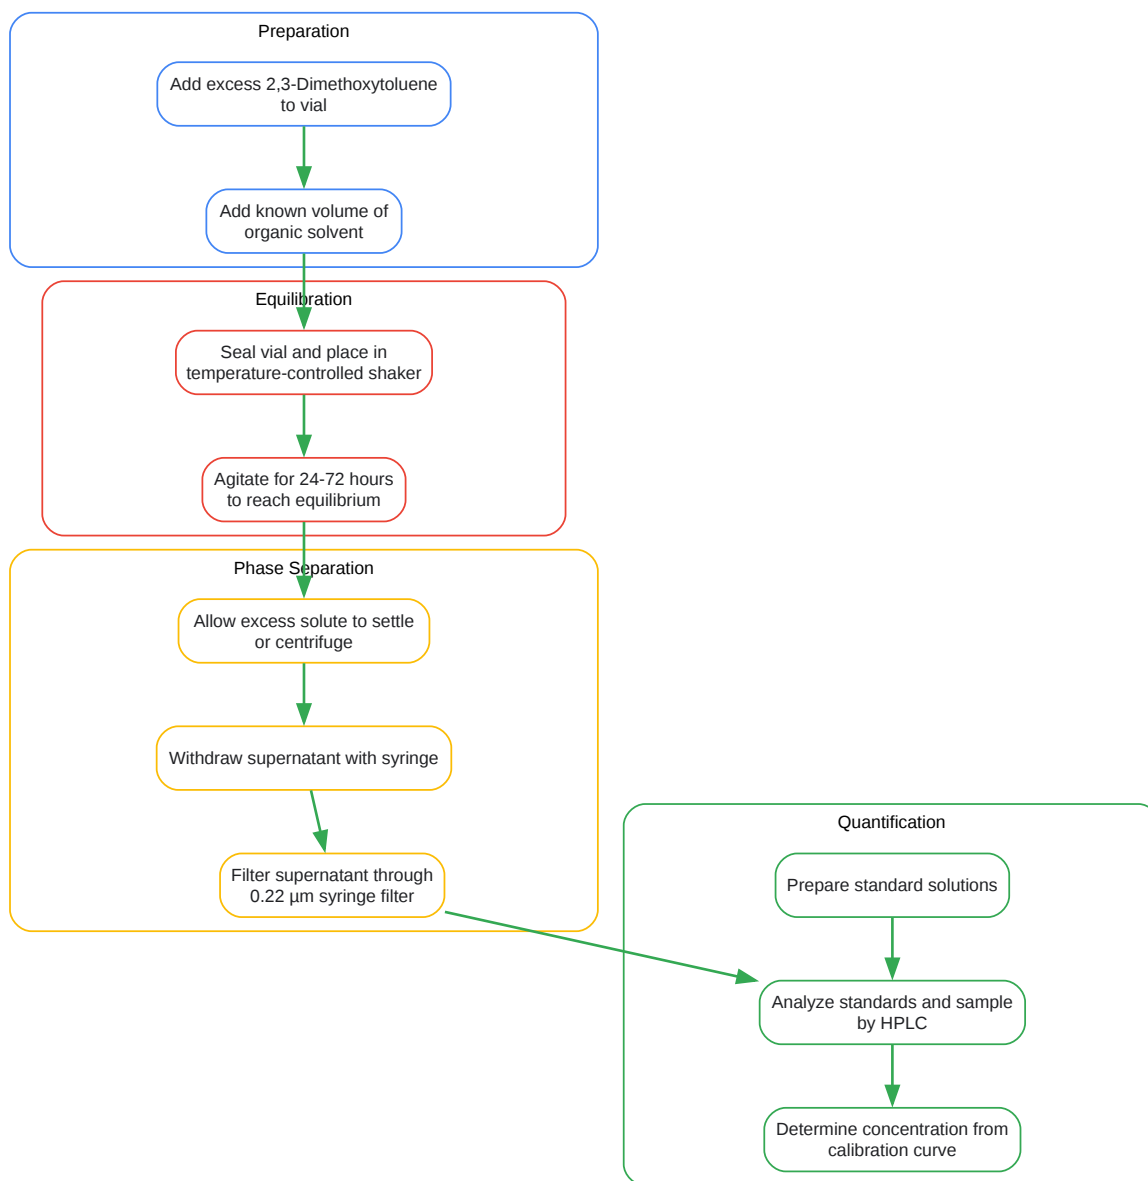 Preparation
Add excess 2,3-Dimethoxytoluene
to vial
Add known volume of
organic solvent
Equilibration
Seal vial and place in
temperature-controlled shaker
Agitate for 24-72 hours
to reach equilibrium
Phase Separation
Allow excess solute to settle
or centrifuge
Withdraw supernatant with syringe
Filter supernatant through
0.22 µm syringe filter
Quantification
Prepare standard solutions
Analyze standards and sample
by HPLC
Determine concentration from
calibration curve